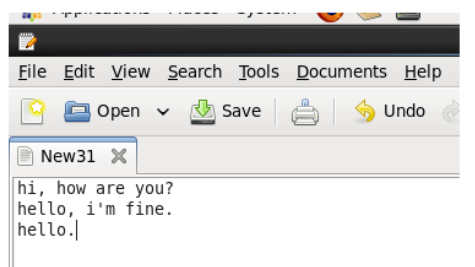 File Edit View Search Tools Documents Help
Open Save Undo
New31
hi, how are you?
hello, i'm fine.
hello.